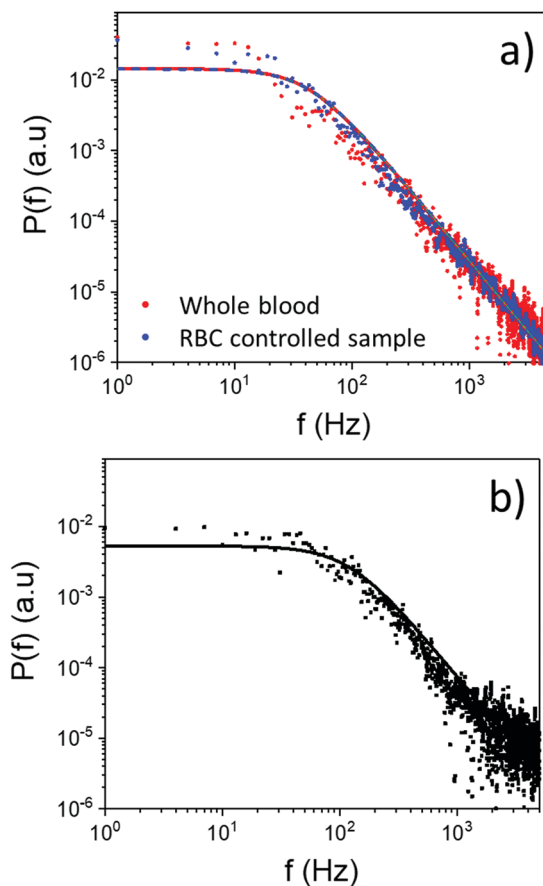 a)
10⁻²
10⁻³
10⁻⁴
10⁻⁵
10⁻⁶
P(f) (a.u)
Whole blood
RBC controlled sample
10⁰ 10¹ 10² 10³
f (Hz)
b)
10⁻²
10⁻³
10⁻⁴
10⁻⁵
10⁻⁶
P(f) (a.u)
10⁰ 10¹ 10² 10³
f (Hz)